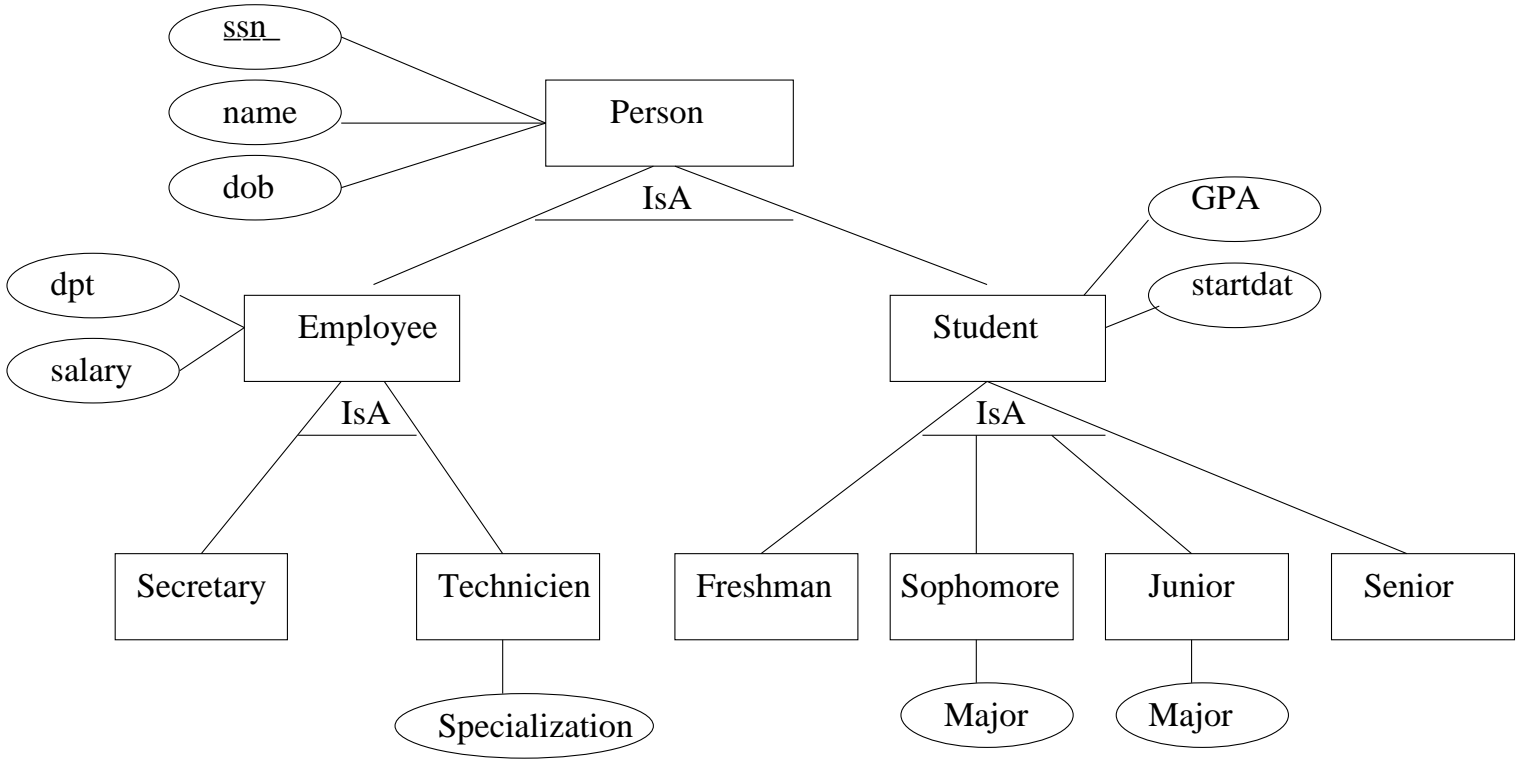 ssn_
name
Person
dob
IsA
GPA
dpt
startdat
Employee
Student
salary
IsA
IsA
Secretary
Technicien
Freshman
Sophomore
Junior
Senior
Specialization
Major
Major